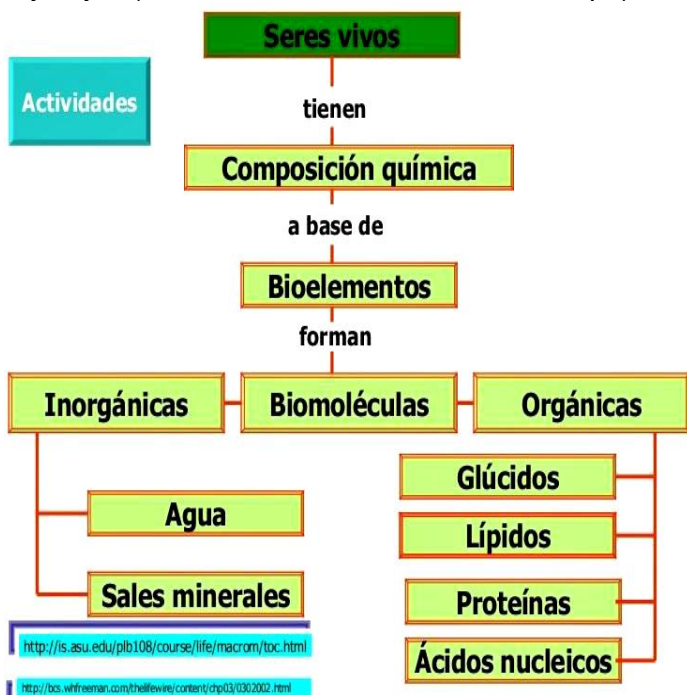 Seres vivos
Actividades
tienen
Composición química
a base de
Bioelementos
forman
Inorgánicas
Biomoléculas
Orgánicas
Agua
Sales minerales
Glúcidos
Lípidos
Proteínas
Ácidos nucleicos
http://is.asu.edu/plb108/course/life/macrom/toc.html
http://bcs.whfreeman.com/thelifewire/content/chp03/0302002.html